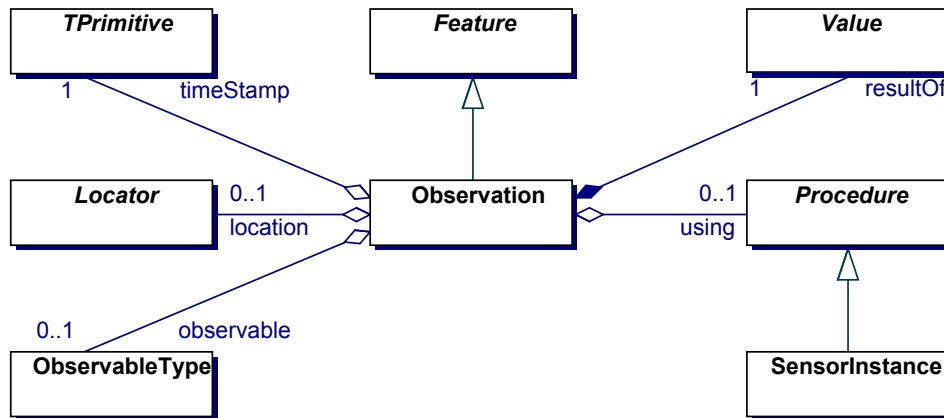 TPrimitive
Feature
Value
1
timeStamp
1
resultOf
Locator
0..1
location
Observation
0..1
using
Procedure
0..1
observable
ObservableType
SensorInstance